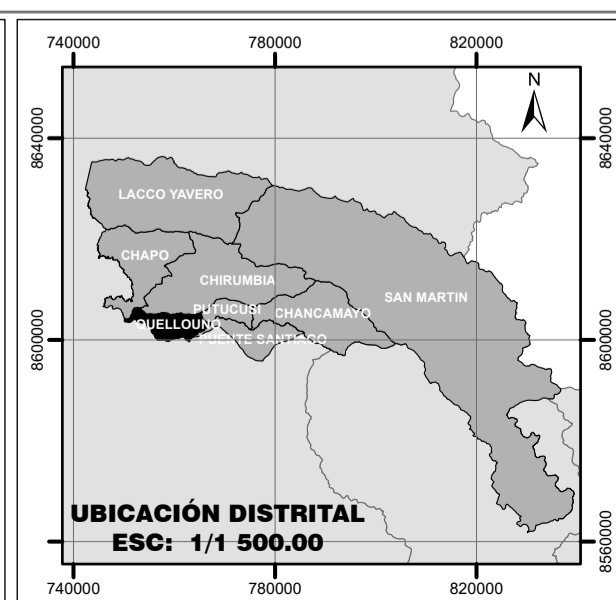 740000 780000 820000
N
8640000 8640000
LACCO YAVERO
CHAPO
CHIRUMBIA
SAN MARTIN
PUTUCUSI
CHANCAMAYO
QUELLOUNO
PUENTE SANTIAGO
8600000 8600000
UBICACIÓN DISTRITAL
ESC: 1/1 500.00
8560000
740000 780000 820000